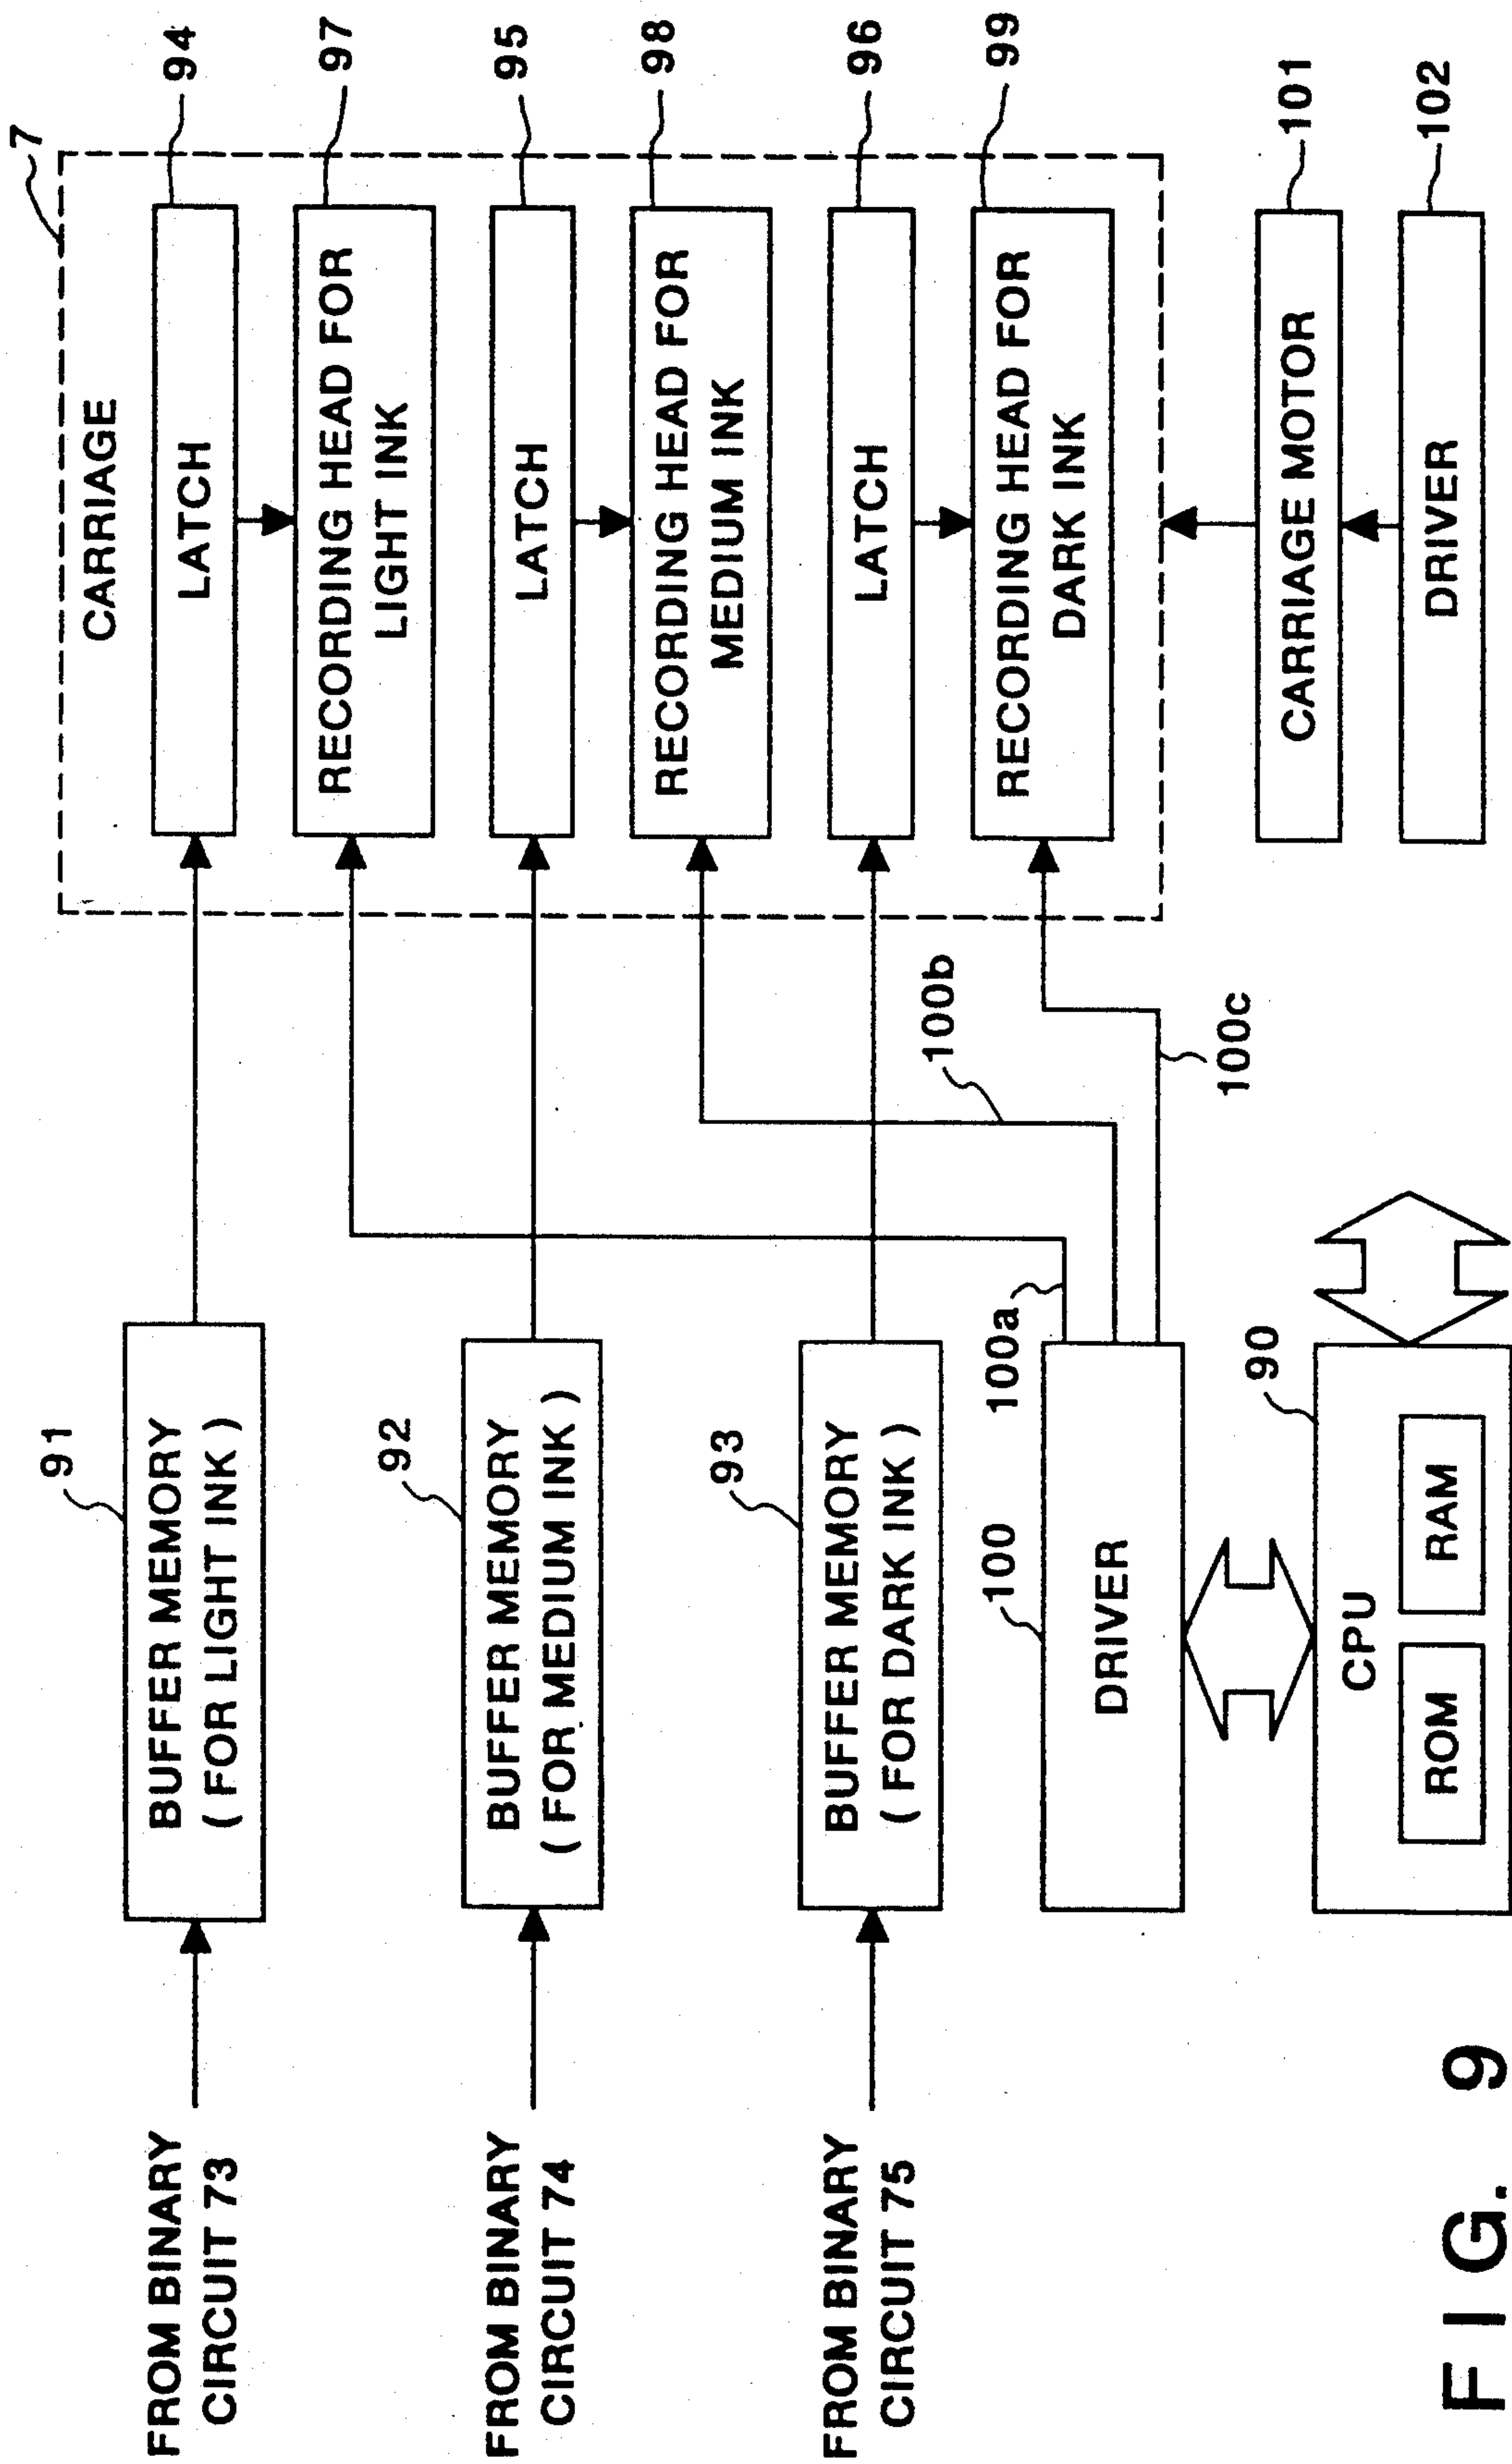 7
CARRIAGE
FROM BINARY
CIRCUIT 73
91
BUFFER MEMORY
( FOR LIGHT INK )
LATCH
94
RECORDING HEAD FOR
LIGHT INK
97
FROM BINARY
CIRCUIT 74
92
BUFFER MEMORY
( FOR MEDIUM INK )
LATCH
95
RECORDING HEAD FOR
MEDIUM INK
98
FROM BINARY
CIRCUIT 75
93
BUFFER MEMORY
( FOR DARK INK )
LATCH
96
100b
RECORDING HEAD FOR
DARK INK
99
100
DRIVER
100a
100c
CARRIAGE MOTOR
101
90
CPU
ROM
RAM
DRIVER
102
FIG. 9